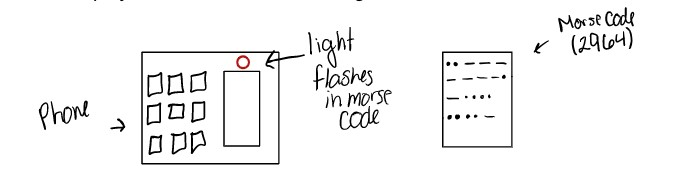 Phone
light
flashes
in morse
code
Morse Code
(2964)
•• — — —
— — — — •
— • • • •
• • • • —